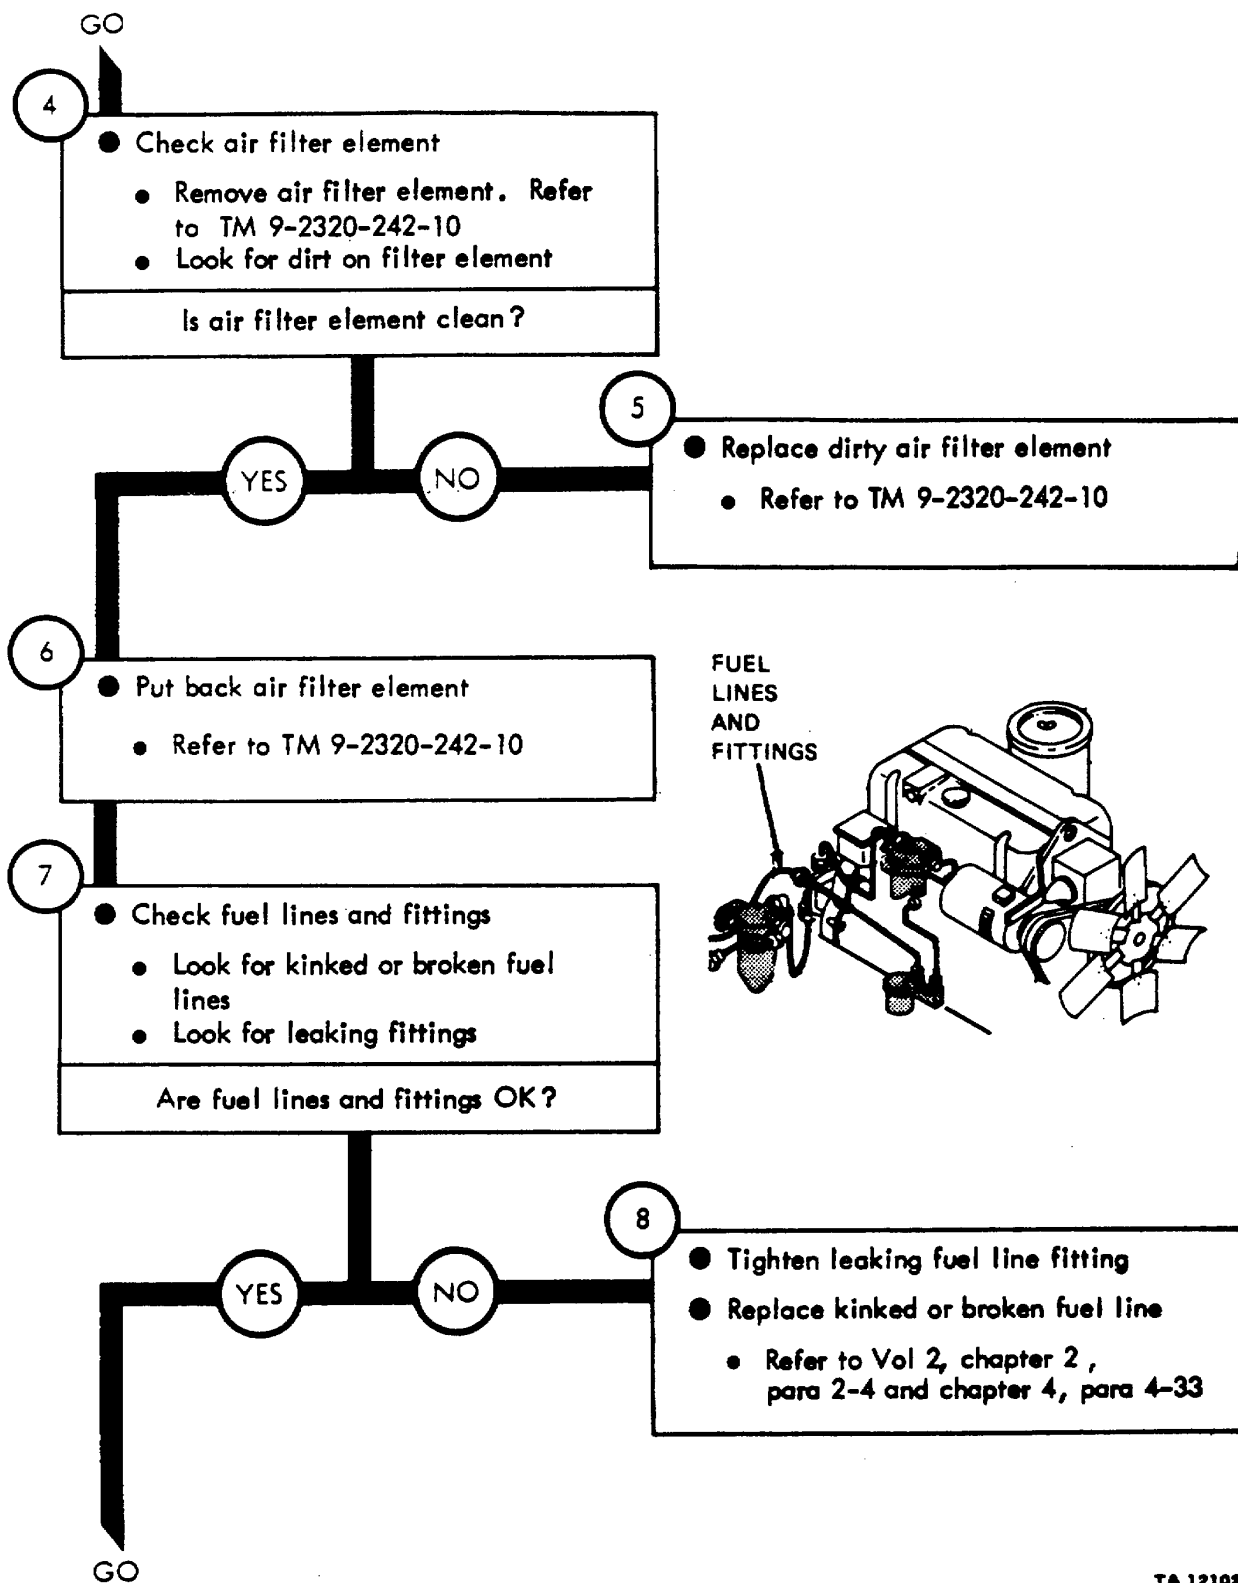 GO
4
● Check air filter element
● Remove air filter element. Refer
to TM 9-2320-242-10
● Look for dirt on filter element
Is air filter element clean?
YES
NO
5
● Replace dirty air filter element
● Refer to TM 9-2320-242-10
6
● Put back air filter element
● Refer to TM 9-2320-242-10
FUEL
LINES
AND
FITTINGS
7
● Check fuel lines and fittings
● Look for kinked or broken fuel
lines
● Look for leaking fittings
Are fuel lines and fittings OK?
YES
NO
8
● Tighten leaking fuel line fitting
● Replace kinked or broken fuel line
● Refer to Vol 2, chapter 2,
para 2-4 and chapter 4, para 4-33
GO